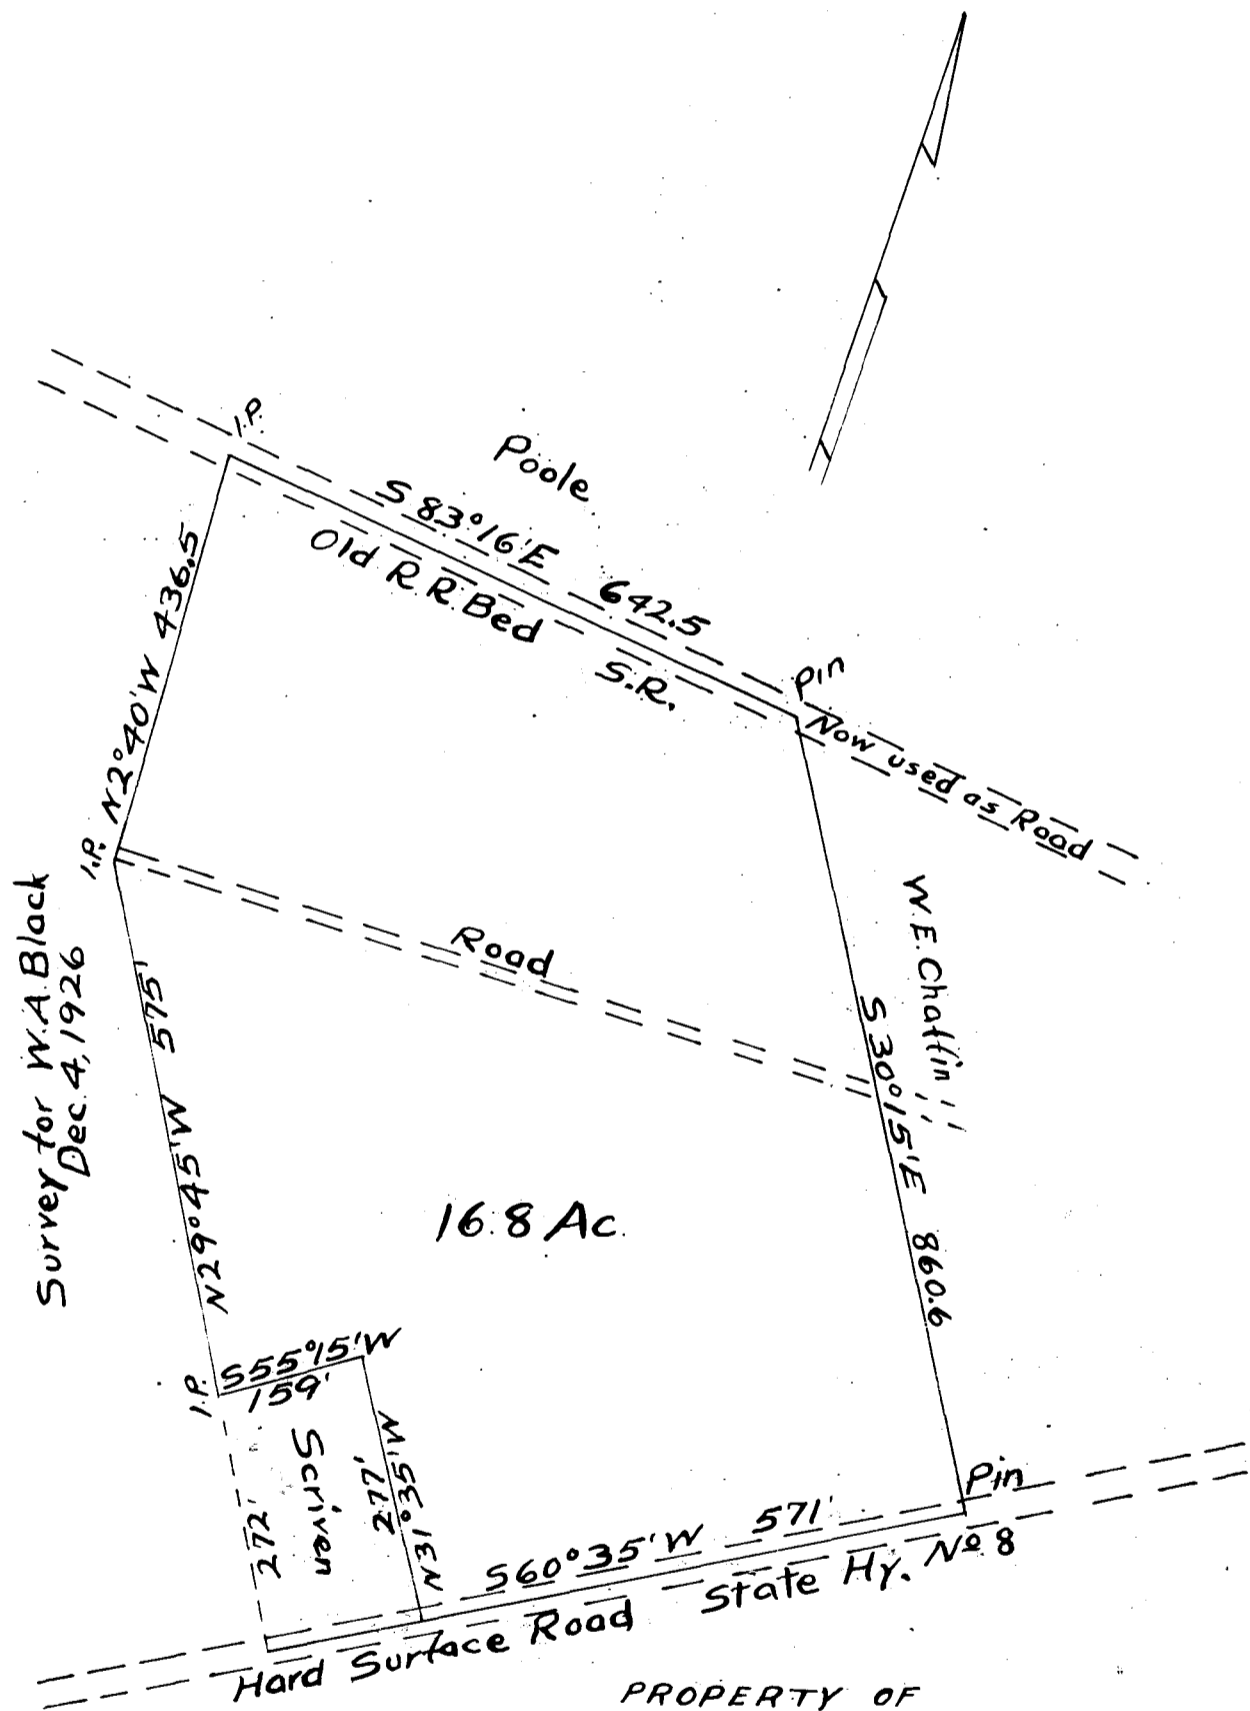 I.P.
Poole
S 83°16'E 642.5
Old R.R. Bed S.R.
Pin
Now used as Road
N2°40'W 436.5
I.P.
Road
W.E. Chaffin
Survey for W.A. Black
Dec. 4, 1926
N29°45'W 575'
S 30°15'E 860.6
16.8 Ac.
S55°15'W
159'
I.P.
Scriven
272'
277'
N31°35'W
Pin
S60°35'W 571'
Hard Surface Road State Hy. Nº 8
PROPERTY OF